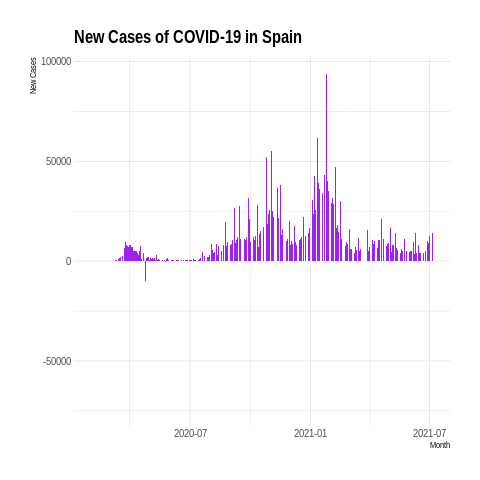 New Cases of COVID-19 in Spain
New Cases
100000
50000
0
-50000
2020-07
2021-01
2021-07
Month